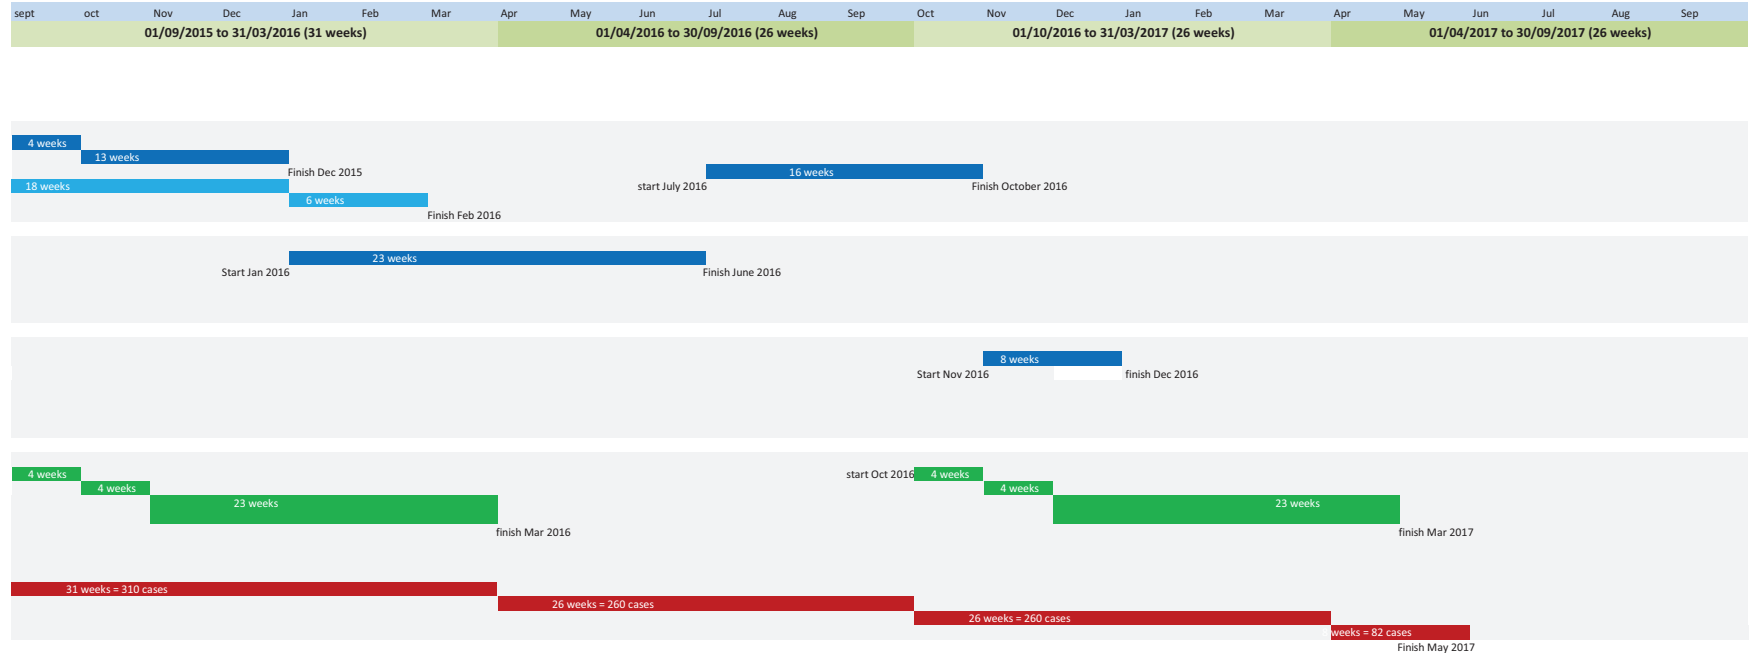 sept oct Nov Dec Jan Feb Mar Apr May Jun Jul Aug Sep Oct Nov Dec Jan Feb Mar Apr May Jun Jul Aug Sep
01/09/2015 to 31/03/2016 (31 weeks) 01/04/2016 to 30/09/2016 (26 weeks) 01/10/2016 to 31/03/2017 (26 weeks) 01/04/2017 to 30/09/2017 (26 weeks)
4 weeks
13 weeks
Finish Dec 2015 16 weeks
18 weeks start July 2016 Finish October 2016
6 weeks
Finish Feb 2016
23 weeks
Start Jan 2016 Finish June 2016
8 weeks
Start Nov 2016 finish Dec 2016
4 weeks start Oct 2016 4 weeks
4 weeks 4 weeks
23 weeks 23 weeks
finish Mar 2016 finish Mar 2017
31 weeks = 310 cases
26 weeks = 260 cases
26 weeks = 260 cases
weeks = 82 cases
Finish May 2017